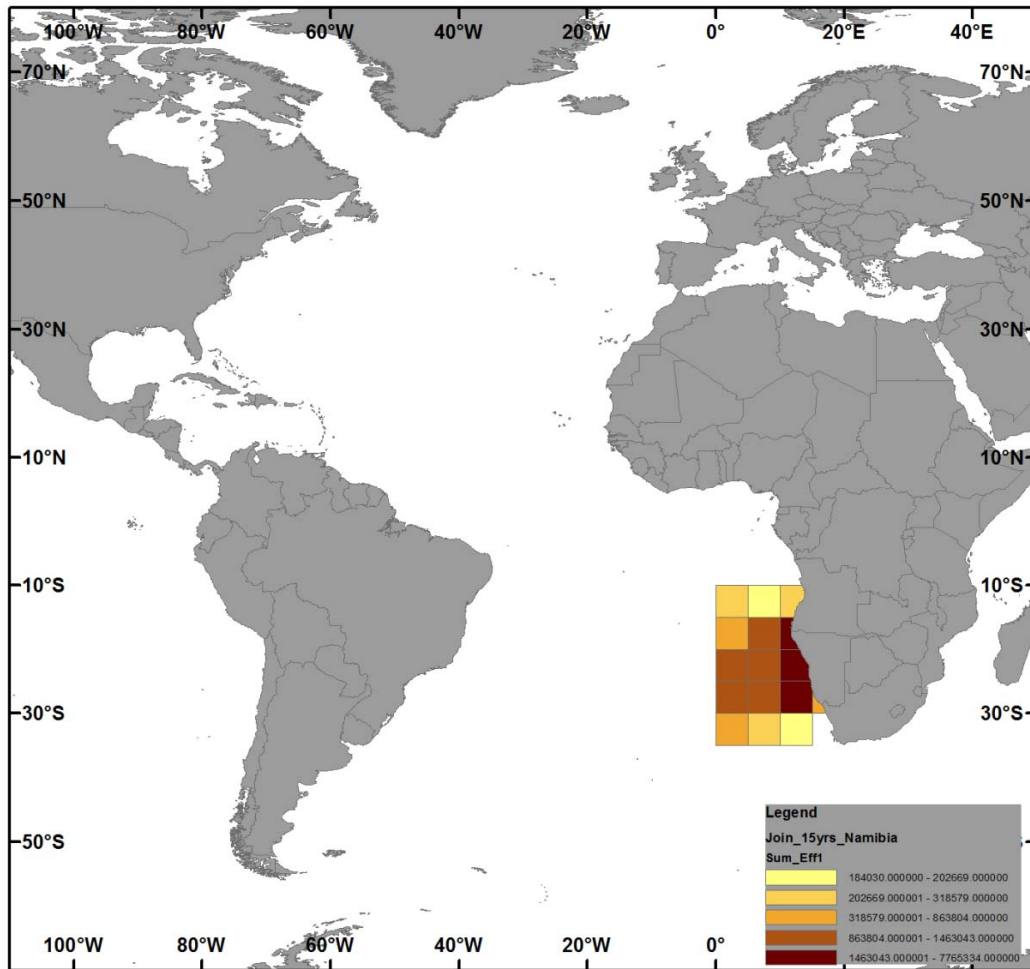 100°W 80°W 60°W 40°W 20°W 0° 20°E 40°E
70°N 70°N
50°N 50°N
30°N 30°N
10°N 10°N
10°S 10°S
30°S 30°S
50°S
Legend
Join_15yrs_Namibia
Sum_Eff1
184030.000000 - 202669.000000
202669.000001 - 318579.000000
318579.000001 - 863804.000000
863804.000001 - 1463043.000000
1463043.000001 - 7765334.000000
100°W 80°W 60°W 40°W 20°W 0° 20°E 40°E